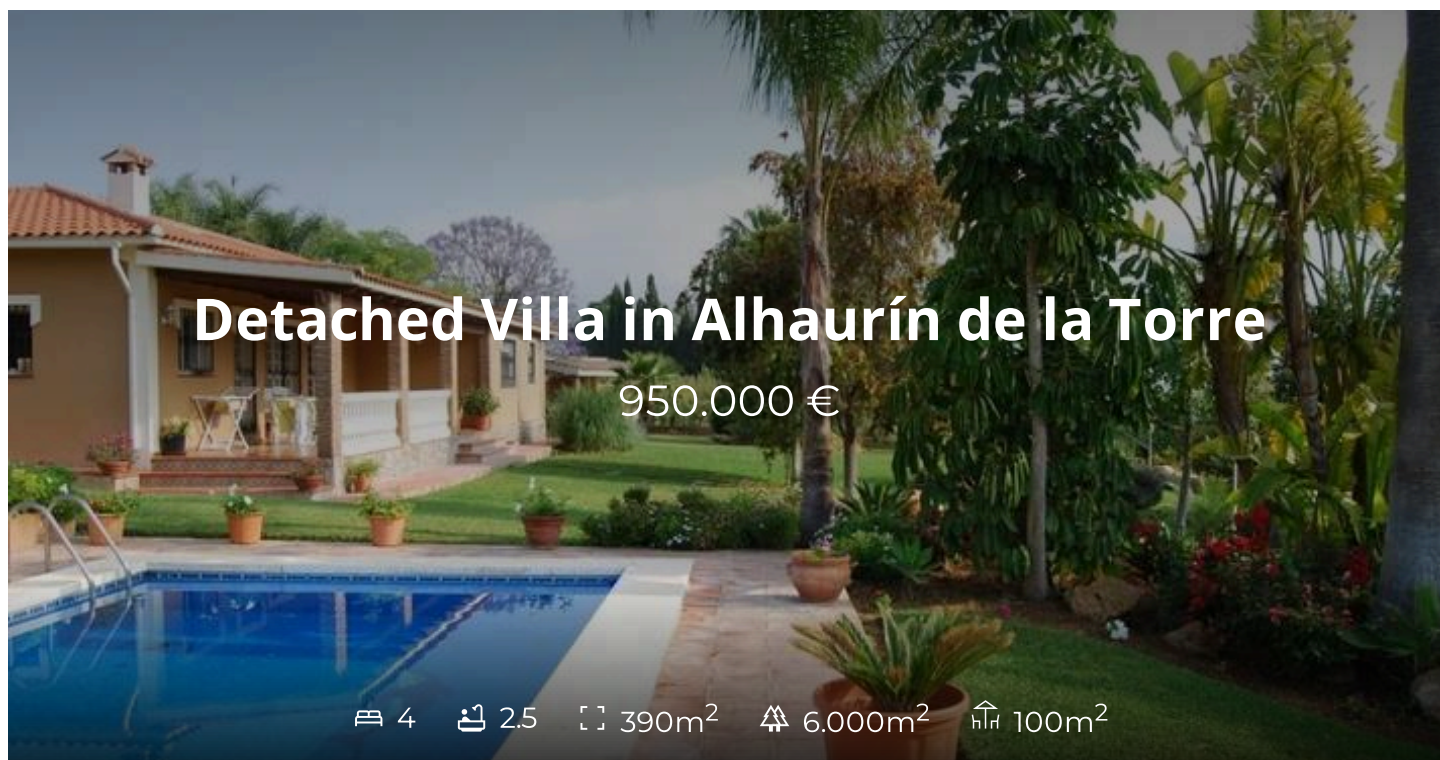 Detached Villa in Alhaurín de la Torre
950.000 €
4 2.5 390m² 6.000m² 100m²